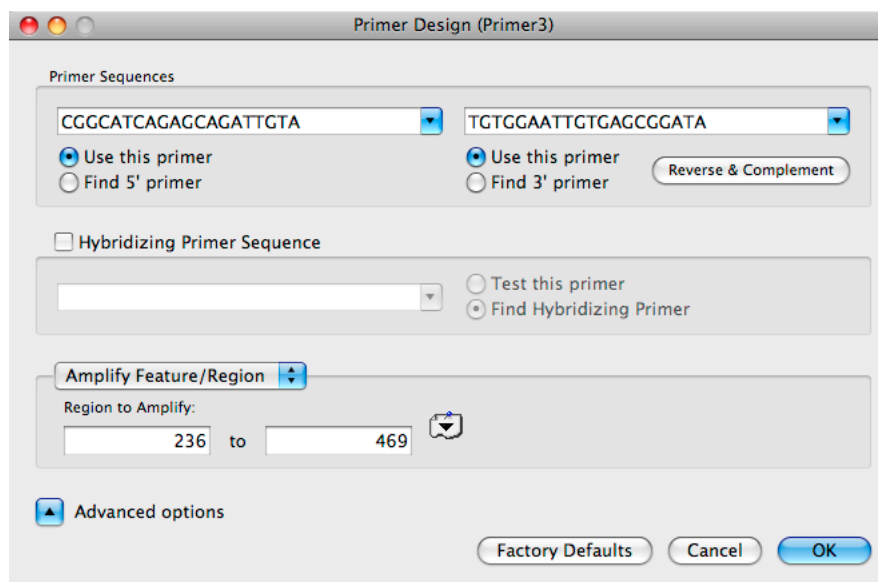 Primer Design (Primer3)
Primer Sequences
CGGCATCAGAGCAGATTGTA
TGTGGAATTGTGAGCGGATA
Use this primer
Find 5' primer
Use this primer
Find 3' primer
Reverse & Complement
Hybridizing Primer Sequence
Test this primer
Find Hybridizing Primer
Amplify Feature/Region
Region to Amplify:
236 to 469
Advanced options
Factory Defaults Cancel OK